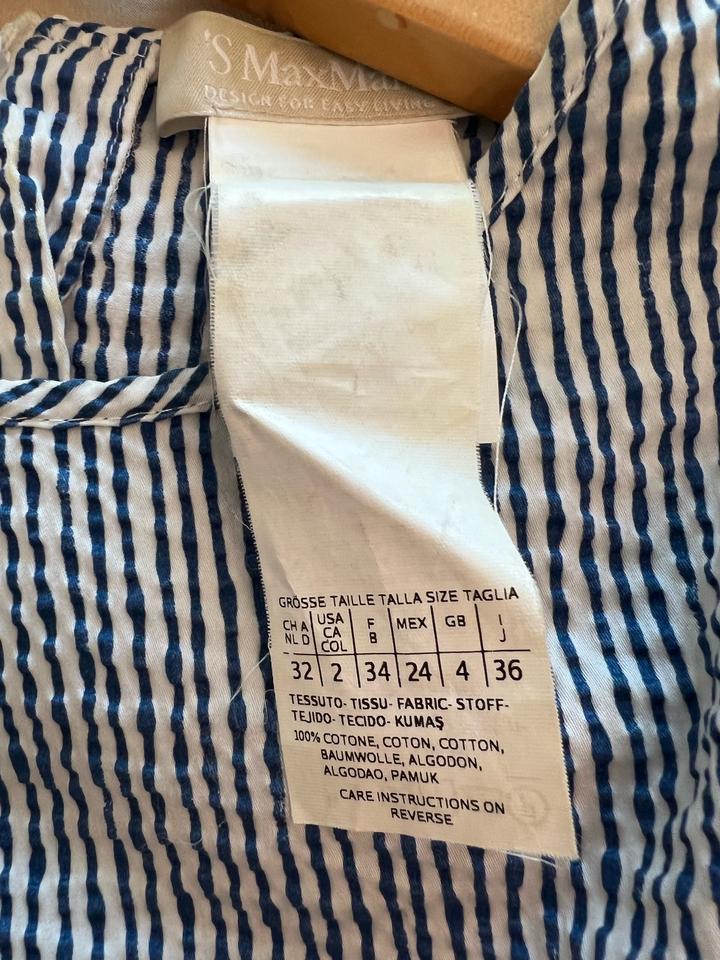 'S MaxMar
DESIGN FOR EASY LIVING
GRÖSSE TAILLE TALLA SIZE TAGLIA
CH A NL D USA CA COL F B MEX GB I J
32 2 34 24 4 36
TESSUTO- TISSU- FABRIC- STOFF-
TEJIDO- TECIDO- KUMAŞ
100% COTONE, COTON, COTTON,
BAUMWOLLE, ALGODON,
ALGODAO, PAMUK
CARE INSTRUCTIONS ON
REVERSE